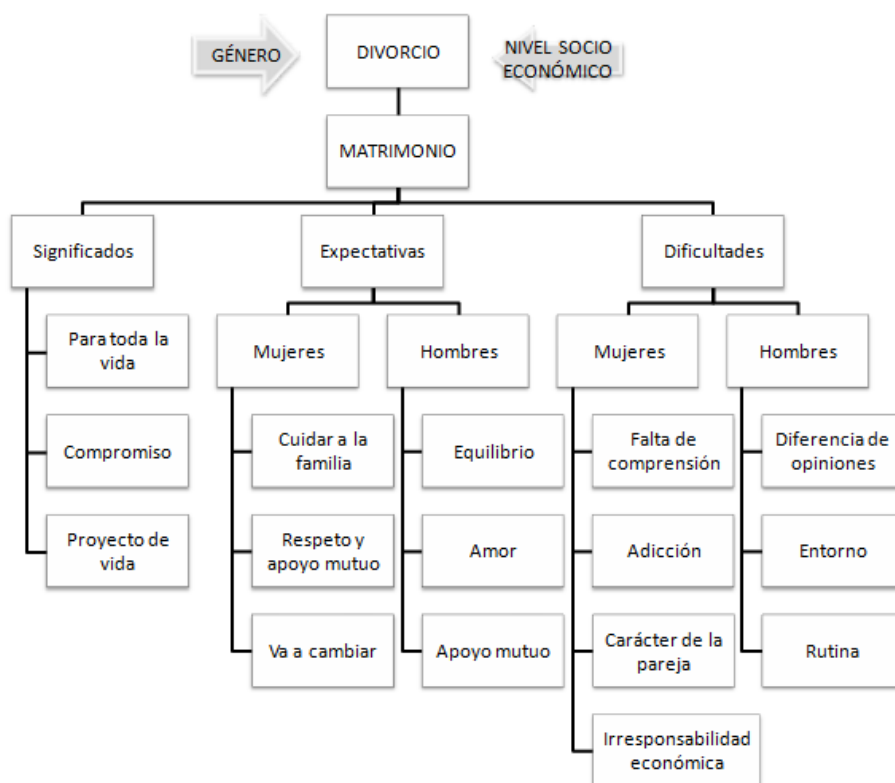 GÉNERO
DIVORCIO
NIVEL SOCIO
ECONÓMICO
MATRIMONIO
Significados
Expectativas
Dificultades
Para toda la
vida
Compromiso
Proyecto de
vida
Mujeres
Hombres
Mujeres
Hombres
Cuidar a la
familia
Respeto y
apoyo mutuo
Va a cambiar
Equilibrio
Amor
Apoyo mutuo
Falta de
comprensión
Adicción
Carácter de la
pareja
Irresponsabilidad
económica
Diferencia de
opiniones
Entorno
Rutina